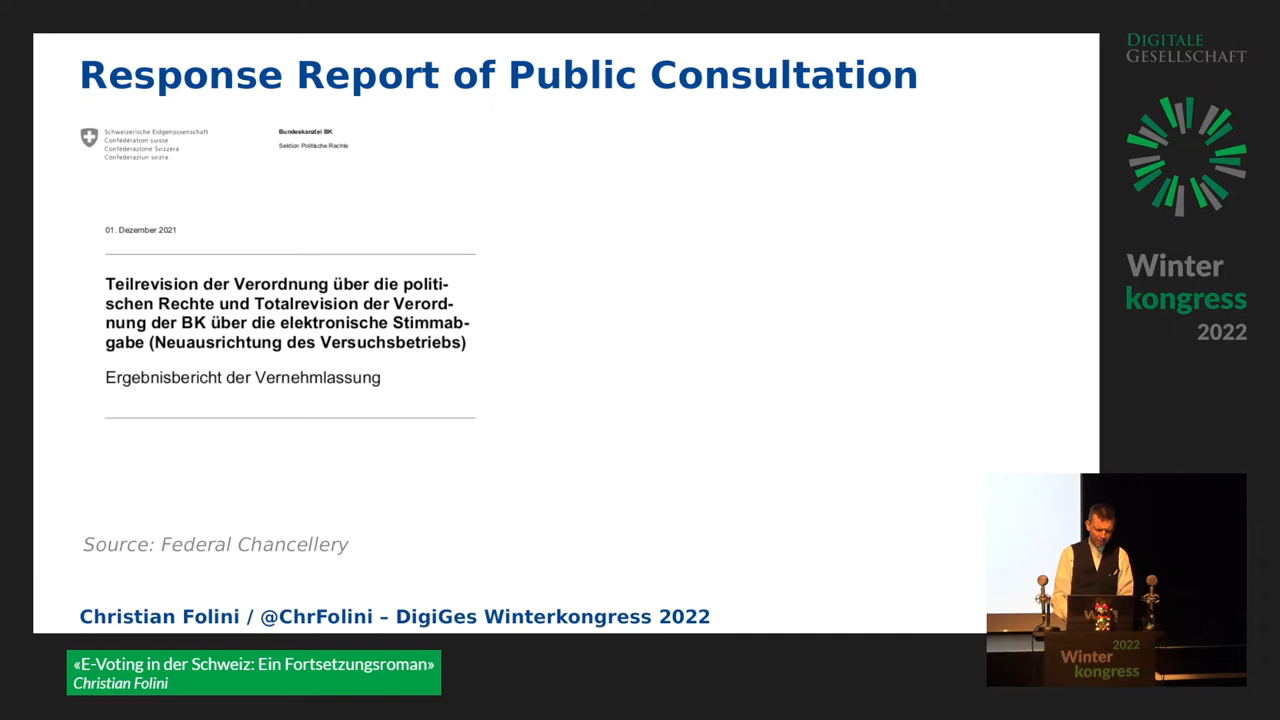 Response Report of Public Consultation
Schweizerische Eidgenossenschaft
Confédération suisse
Confederazione Svizzera
Confederaziun svizra
Bundeskanzlei BK
Sektion Politische Rechte
01. Dezember 2021
Teilrevision der Verordnung über die politi-
schen Rechte und Totalrevision der Verord-
nung der BK über die elektronische Stimmab-
gabe (Neuausrichtung des Versuchsbetriebs)
Ergebnisbericht der Vernehmlassung
Source: Federal Chancellery
Christian Folini / @ChrFolini – DigiGes Winterkongress 2022
«E-Voting in der Schweiz: Ein Fortsetzungsroman»
Christian Folini
DIGITALE
GESELLSCHAFT
Winter
kongress
2022
2022
Winter
kongress